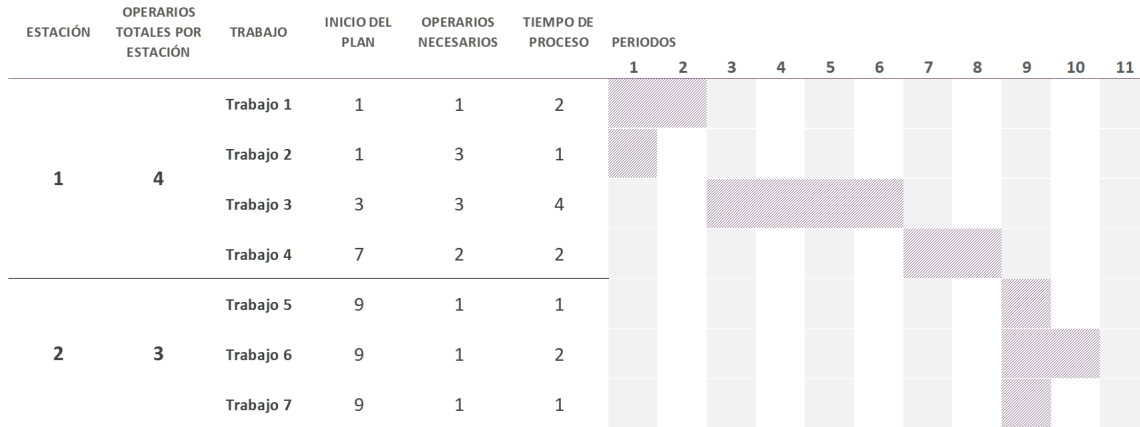 ESTACIÓN OPERARIOS TOTALES POR ESTACIÓN TRABAJO INICIO DEL PLAN OPERARIOS NECESARIOS TIEMPO DE PROCESO PERIODOS
1 2 3 4 5 6 7 8 9 10 11
1 4
Trabajo 1 1 1 2
Trabajo 2 1 3 1
Trabajo 3 3 3 4
Trabajo 4 7 2 2
2 3
Trabajo 5 9 1 1
Trabajo 6 9 1 2
Trabajo 7 9 1 1